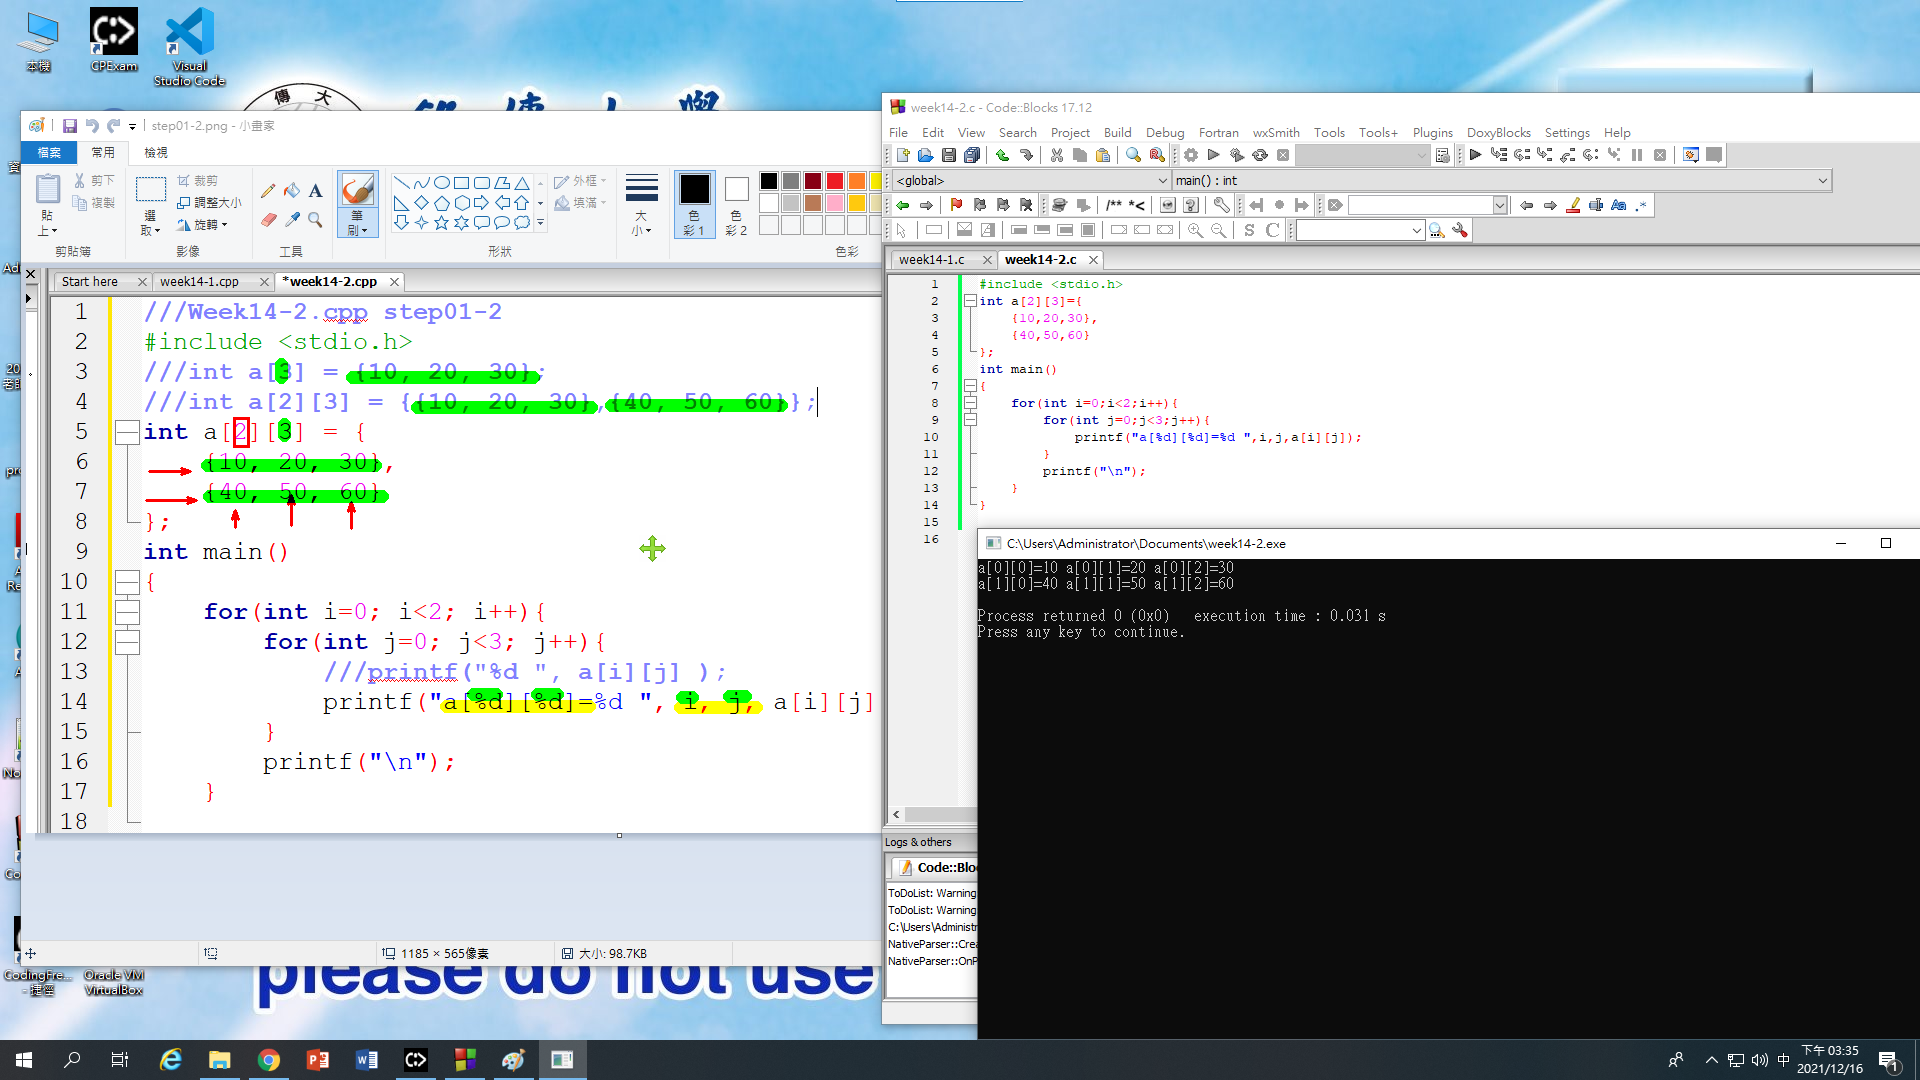 本機
CPExam
Visual
Studio Code
傳 大
step01-2.png - 小畫家
檔案 常用 檢視
貼
上
剪下
複製
剪貼簿
選
取
裁剪
調整大小
旋轉
影像
工具
筆
刷
外框
填滿
形狀
大
小
色
彩 1
色
彩 2
色彩
Start here
week14-1.cpp
*week14-2.cpp
1 ///Week14-2.cpp step01-2
2 #include <stdio.h>
3 ///int a[3] = {10, 20, 30};
4 ///int a[2][3] = {{10, 20, 30},{40, 50, 60}};
5 int a[2][3] = {
6 {10, 20, 30},
7 {40, 50, 60}
8 };
9 int main()
10 {
11 for(int i=0; i<2; i++){
12 for(int j=0; j<3; j++){
13 ///printf("%d ", a[i][j] );
14 printf("a[%d][%d]=%d ", i, j, a[i][j]
15 }
16 printf("\n");
17 }
18
1185 × 565像素
大小: 98.7KB
week14-2.c - Code::Blocks 17.12
File Edit View Search Project Build Debug Fortran wxSmith Tools Tools+ Plugins DoxyBlocks Settings Help
<global>
main() : int
week14-1.c
week14-2.c
1 #include <stdio.h>
2 int a[2][3]={
3 {10,20,30},
4 {40,50,60}
5 };
6 int main()
7 {
8 for(int i=0;i<2;i++){
9 for(int j=0;j<3;j++){
10 printf("a[%d][%d]=%d ",i,j,a[i][j]);
11 }
12 printf("\n");
13 }
14 }
15
16
C:\Users\Administrator\Documents\week14-2.exe
a[0][0]=10 a[0][1]=20 a[0][2]=30
a[1][0]=40 a[1][1]=50 a[1][2]=60
Process returned 0 (0x0)   execution time : 0.031 s
Press any key to continue.
Logs & others
Code::Blo
ToDoList: Warning
ToDoList: Warning
C:\Users\Administr
NativeParser::Crea
NativeParser::OnP
CodingFre...
- 捷徑
Oracle VM
VirtualBox
please do not use
中
下午 03:35
2021/12/16
1